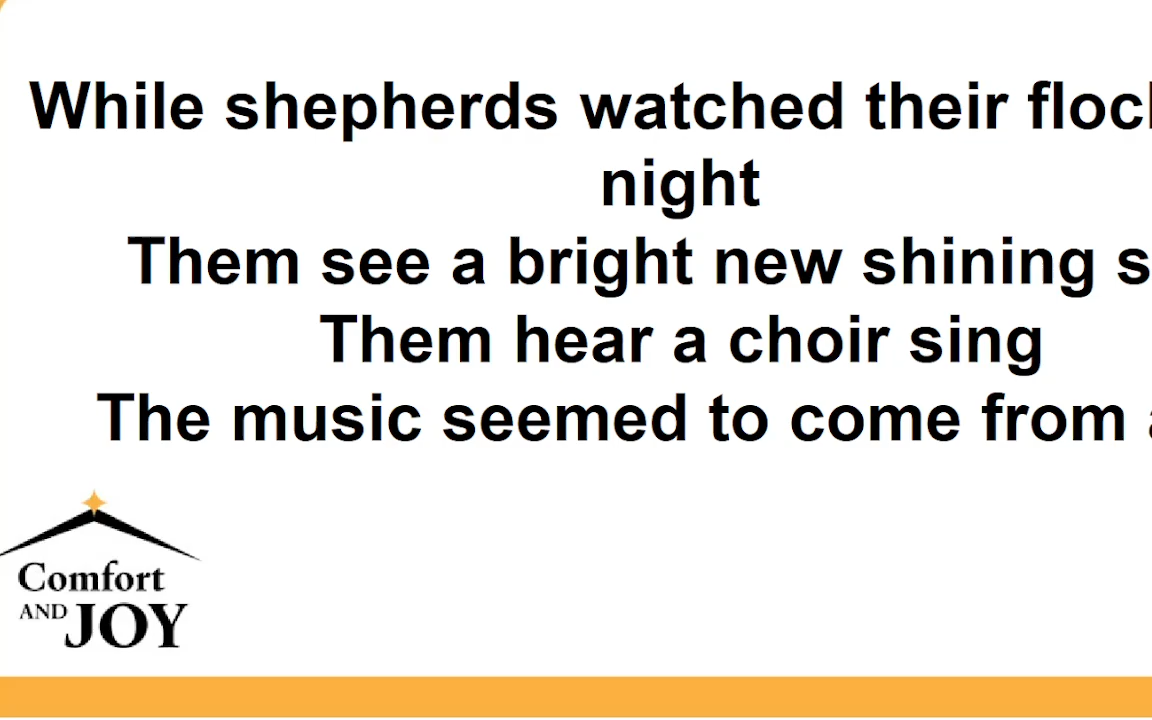 While shepherds watched their
night
Them see a bright new shining
Them hear a choir sing
The music seemed to come from
Comfort
AND JOY